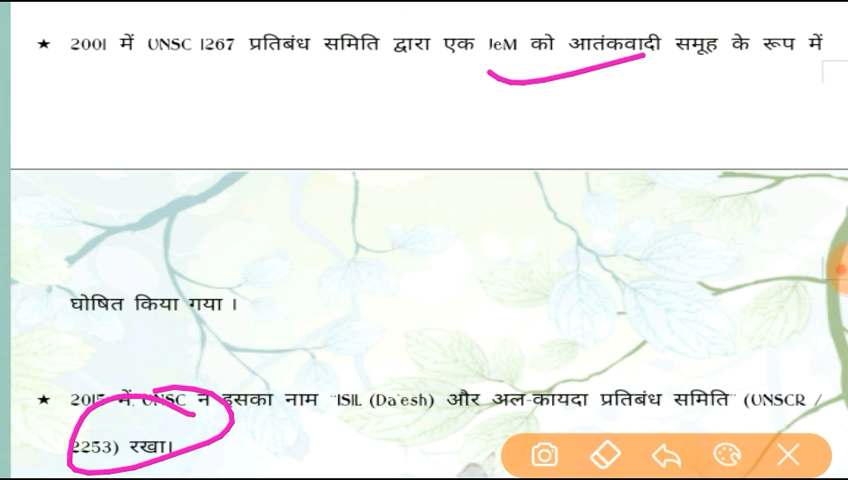 ★ 2001 में UNSC 1267 प्रतिबंध समिति द्वारा एक JeM को आतंकवादी समूह के रूप में
घोषित किया गया ।
★ 2015 में UNSC ने इसका नाम "ISIL (Da'esh) और अल-कायदा प्रतिबंध समिति" (UNSCR /
2253) रखा।